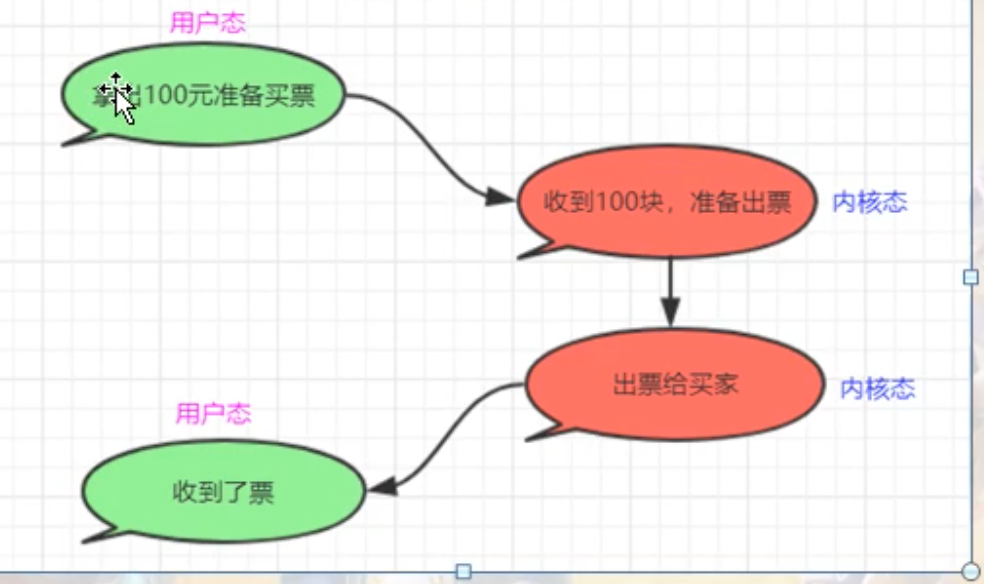 用户态
拿出100元准备买票
收到100块，准备出票
内核态
出票给买家
内核态
用户态
收到了票